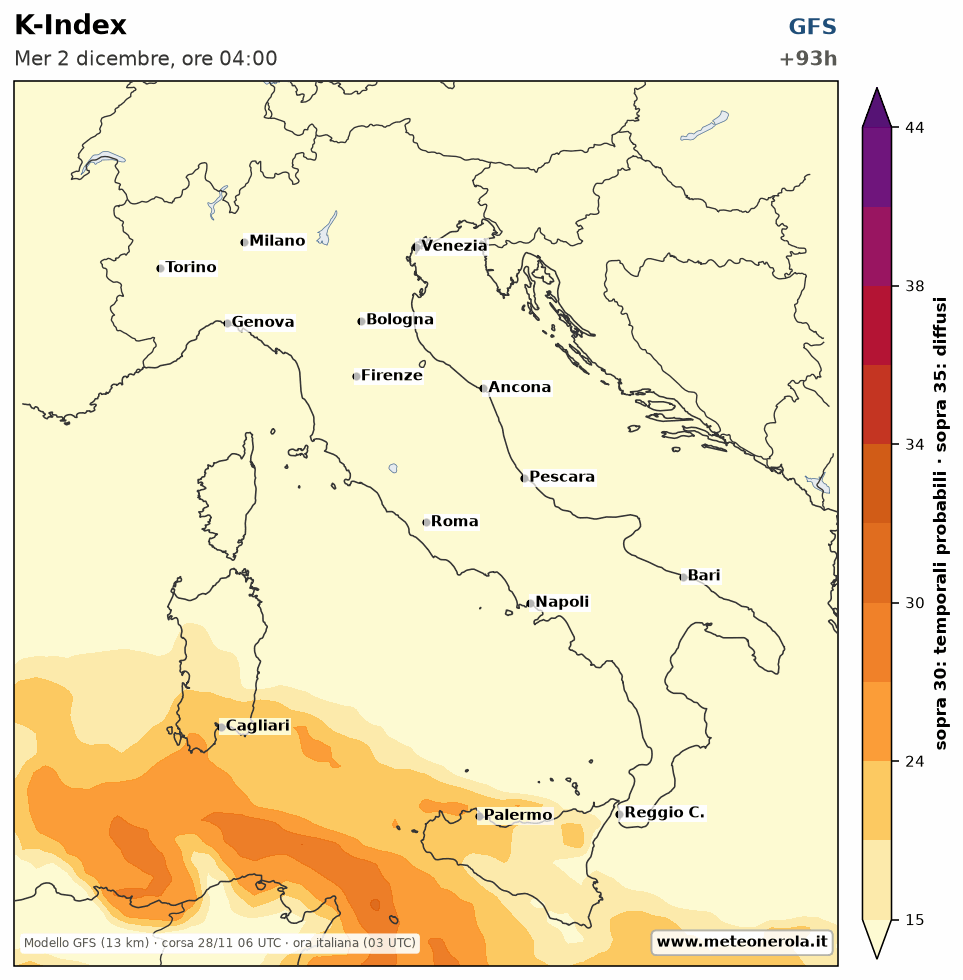 K-Index
GFS
Mer 2 dicembre, ore 04:00
+93h
44
Milano
Venezia
Torino
38
Genova
Bologna
Firenze
Ancona
34
Pescara
Roma
Bari
30
Napoli
Cagliari
24
Palermo
Reggio C.
15
sopra 30: temporali probabili · sopra 35: diffusi
Modello GFS (13 km) · corsa 28/11 06 UTC · ora italiana (03 UTC)
www.meteonerola.it